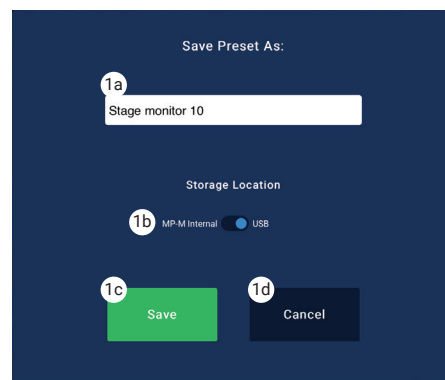 Save Preset As:
1a
Stage monitor 10
Storage Location
1b MP-M Internal USB
1c 1d
Save Cancel